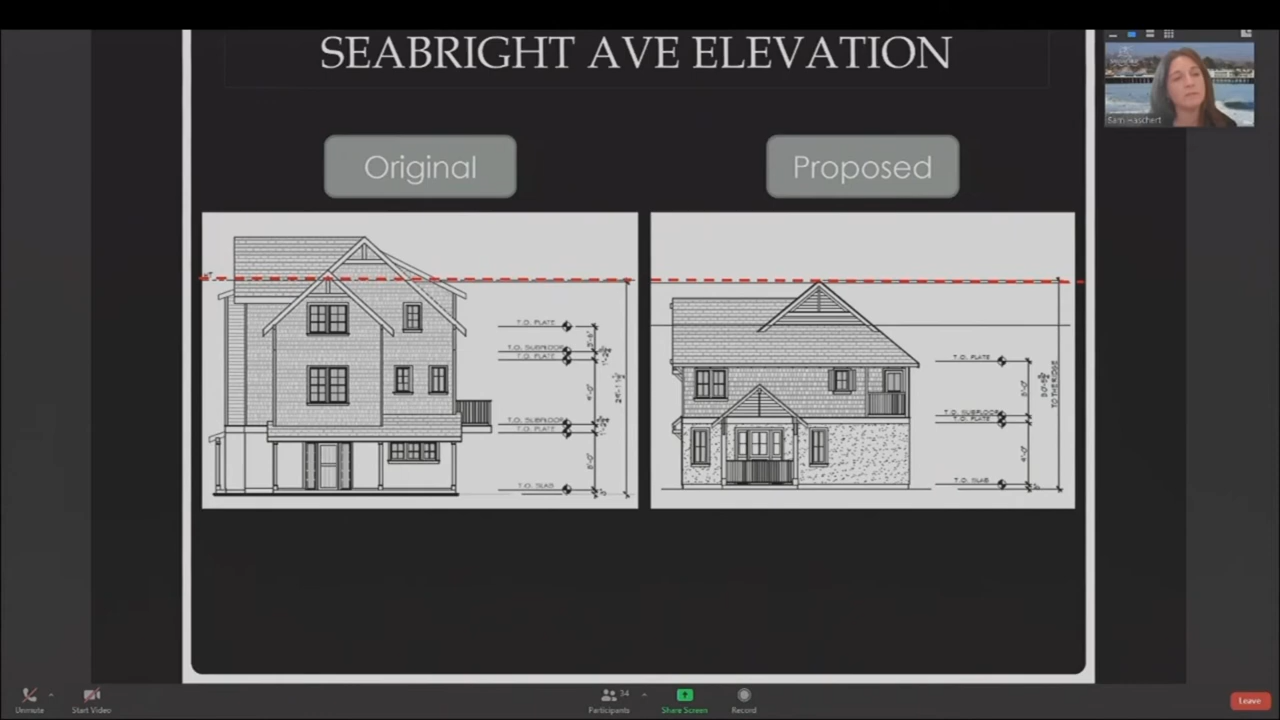 SEABRIGHT AVE ELEVATION
Original
Proposed
T.O. PLATE
T.O. SUBFLOOR
T.O. PLATE
T.O. SUBFLOOR
T.O. PLATE
T.O. SLAB
T.O. PLATE
T.O. SUBFLOOR
T.O. PLATE
T.O. SLAB
TO THE RIDGE
Unmute
Start Video
34
Participants
Share Screen
Record
Leave